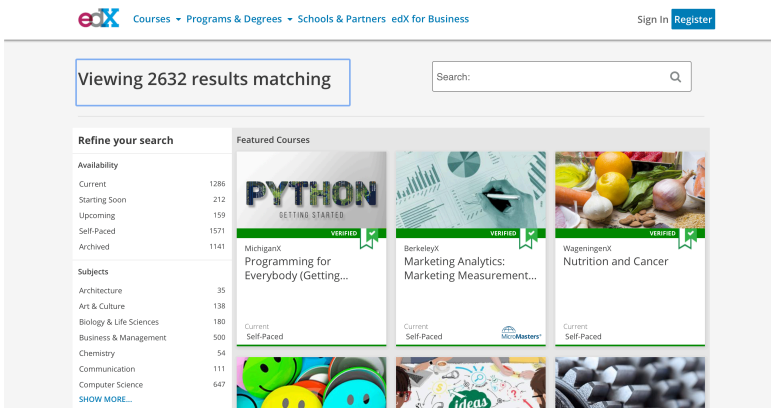 edX
Courses Programs & Degrees Schools & Partners edX for Business Sign In Register
Viewing 2632 results matching
Search:
Refine your search
Availability
Current 1286
Starting Soon 212
Upcoming 159
Self-Paced 1571
Archived 1141
Subjects
Architecture 35
Art & Culture 138
Biology & Life Sciences 180
Business & Management 500
Chemistry 54
Communication 111
Computer Science 647
SHOW MORE...
Featured Courses
PYTHON
GETTING STARTED
VERIFIED
MichiganX
Programming for
Everybody (Getting...
Current
Self-Paced
VERIFIED
BerkeleyX
Marketing Analytics:
Marketing Measurement...
Current
Self-Paced
MicroMasters
VERIFIED
WageningenX
Nutrition and Cancer
Current
Self-Paced
ideas